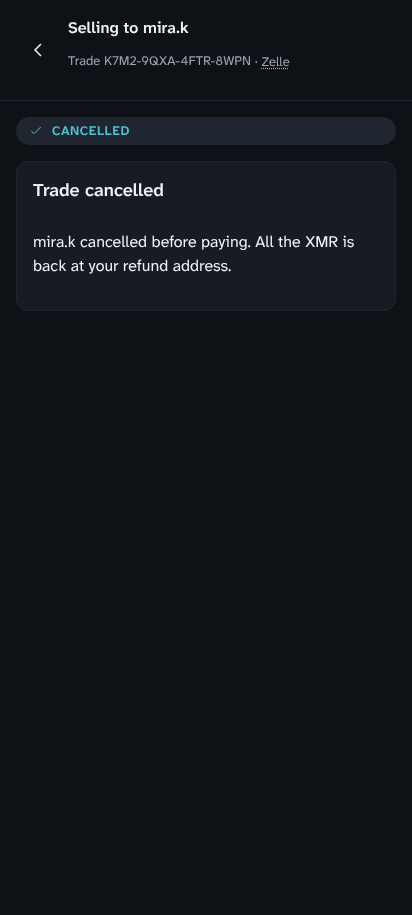 Selling to mira.k
Trade K7M2-9QXA-4FTR-8WPN · Zelle
CANCELLED
Trade cancelled
mira.k cancelled before paying. All the XMR is
back at your refund address.